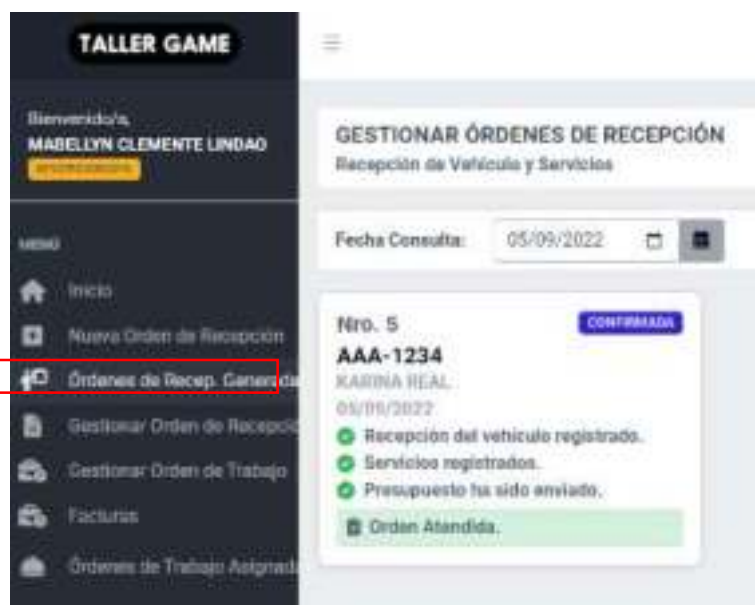 TALLER GAME
Bienvenido/a,
MABELLYN CLEMENTE LINDAO
MENÚ
Inicio
Nueva Orden de Recepción
Órdenes de Recep. Generada
Gestionar Orden de Recepció
Gestionar Orden de Trabajo
Facturas
Órdenes de Trabajo Asignad
GESTIONAR ÓRDENES DE RECEPCIÓN
Recepción de Vehículo y Servicios
Fecha Consulta: 05/09/2022
Nro. 5 CONFIRMADA
AAA-1234
KARINA REAL
05/09/2022
Recepción del vehículo registrado.
Servicios registrados.
Presupuesto ha sido enviado.
Orden Atendida.